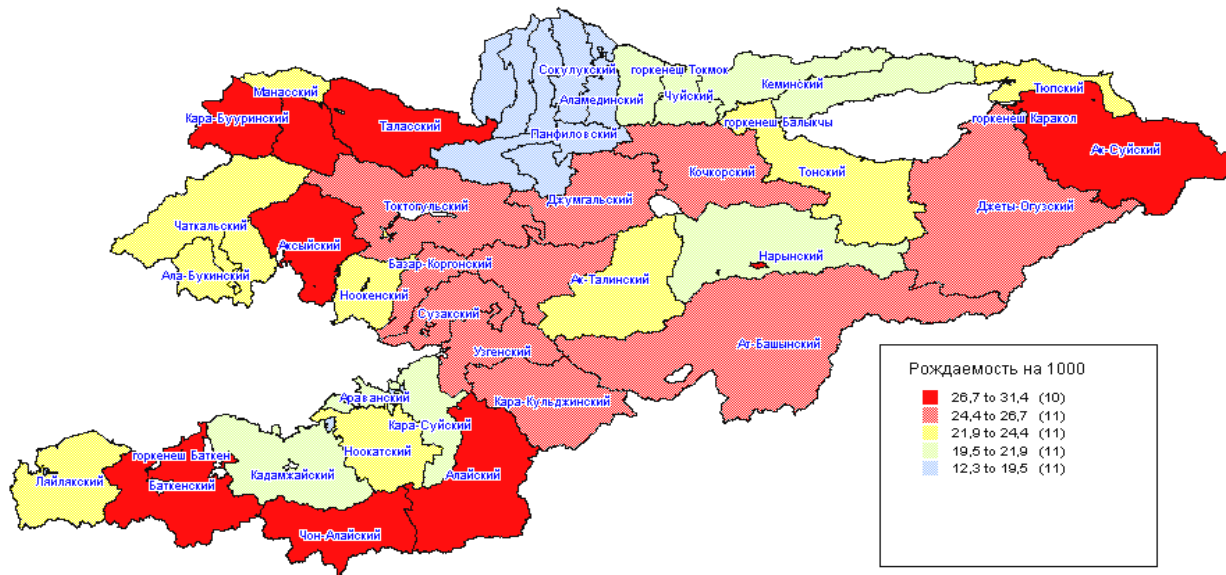 Сокулукский
горкенеш Токмок
Кеминский
Тюпский
Манасский
Чуйский
Аламединский
Кара-Бууринский
Таласский
Панфиловский
горкенеш Балыкчы
горкенеш Каракол
Ак-Суйский
Кочкорский
Тонский
Джумгальский
Токтогульский
Джеты-Огузский
Чаткальский
Аксыйский
Нарынский
Базар-Коргонский
Ала-Букинский
Ноокенский
Ак-Талинский
Сузакский
Ат-Башынский
Узгенский
Араванский
Кара-Кульджинский
Кара-Суйский
Ноокатский
горкенеш Баткен
Ляйлякский
Кадамжайский
Алайский
Баткенский
Чон-Алайский
Рождаемость на 1000
26,7 to 31,4 (10)
24,4 to 26,7 (11)
21,9 to 24,4 (11)
19,5 to 21,9 (11)
12,3 to 19,5 (11)